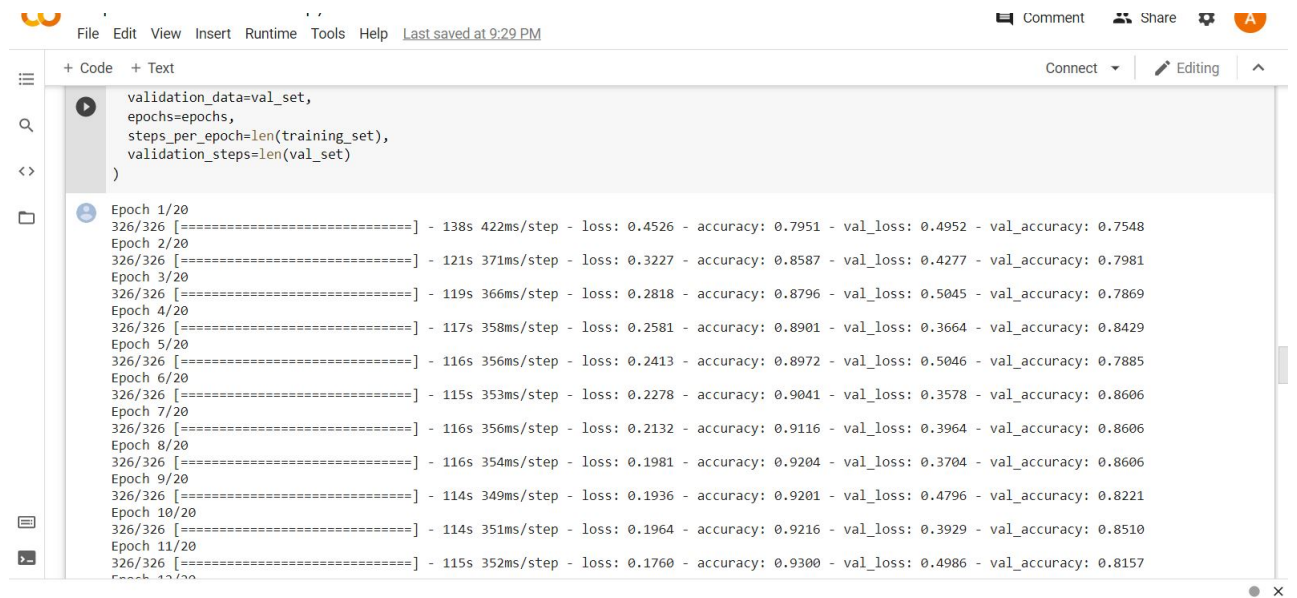 Comment Share A
File Edit View Insert Runtime Tools Help Last saved at 9:29 PM
+ Code + Text Connect Editing
validation_data=val_set,
epochs=epochs,
steps_per_epoch=len(training_set),
validation_steps=len(val_set)
)
Epoch 1/20
326/326 [==============================] - 138s 422ms/step - loss: 0.4526 - accuracy: 0.7951 - val_loss: 0.4952 - val_accuracy: 0.7548
Epoch 2/20
326/326 [==============================] - 121s 371ms/step - loss: 0.3227 - accuracy: 0.8587 - val_loss: 0.4277 - val_accuracy: 0.7981
Epoch 3/20
326/326 [==============================] - 119s 366ms/step - loss: 0.2818 - accuracy: 0.8796 - val_loss: 0.5045 - val_accuracy: 0.7869
Epoch 4/20
326/326 [==============================] - 117s 358ms/step - loss: 0.2581 - accuracy: 0.8901 - val_loss: 0.3664 - val_accuracy: 0.8429
Epoch 5/20
326/326 [==============================] - 116s 356ms/step - loss: 0.2413 - accuracy: 0.8972 - val_loss: 0.5046 - val_accuracy: 0.7885
Epoch 6/20
326/326 [==============================] - 115s 353ms/step - loss: 0.2278 - accuracy: 0.9041 - val_loss: 0.3578 - val_accuracy: 0.8606
Epoch 7/20
326/326 [==============================] - 116s 356ms/step - loss: 0.2132 - accuracy: 0.9116 - val_loss: 0.3964 - val_accuracy: 0.8606
Epoch 8/20
326/326 [==============================] - 116s 354ms/step - loss: 0.1981 - accuracy: 0.9204 - val_loss: 0.3704 - val_accuracy: 0.8606
Epoch 9/20
326/326 [==============================] - 114s 349ms/step - loss: 0.1936 - accuracy: 0.9201 - val_loss: 0.4796 - val_accuracy: 0.8221
Epoch 10/20
326/326 [==============================] - 114s 351ms/step - loss: 0.1964 - accuracy: 0.9216 - val_loss: 0.3929 - val_accuracy: 0.8510
Epoch 11/20
326/326 [==============================] - 115s 352ms/step - loss: 0.1760 - accuracy: 0.9300 - val_loss: 0.4986 - val_accuracy: 0.8157